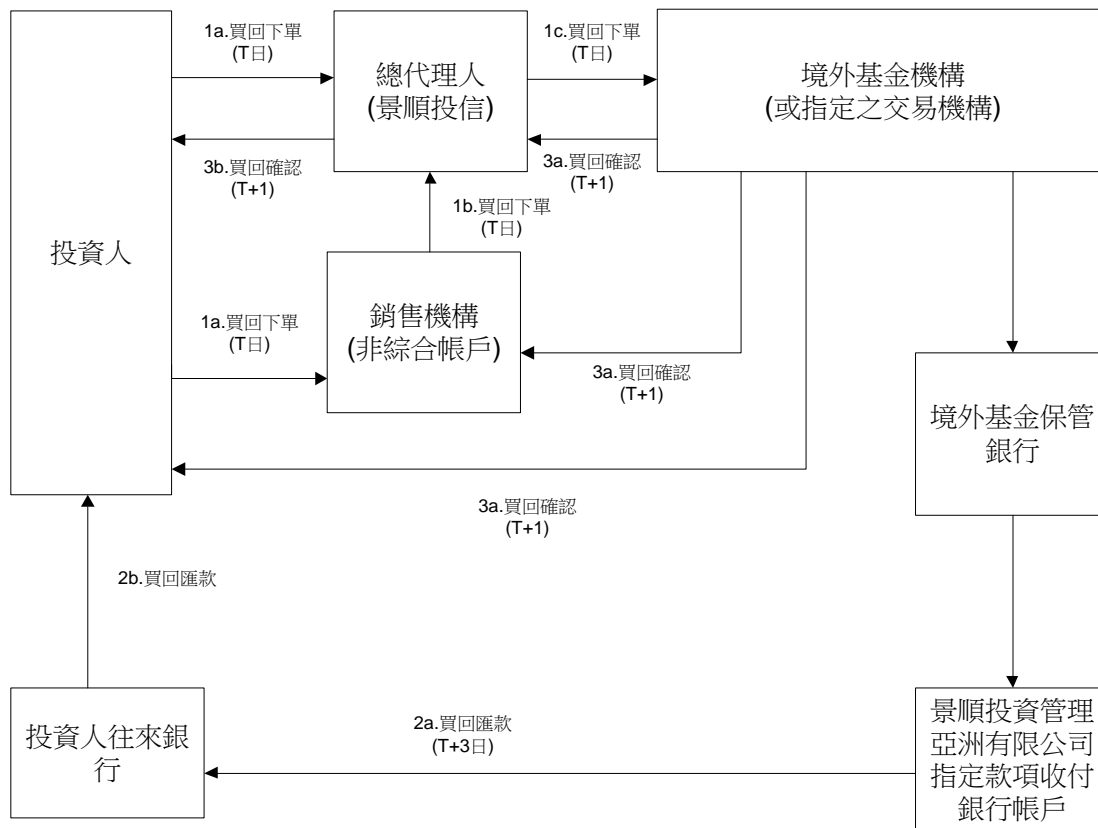 1a.買回下單
(T日)
1c.買回下單
(T日)
總代理人
(景順投信)
境外基金機構
(或指定之交易機構)
3b.買回確認
(T+1)
3a.買回確認
(T+1)
1b.買回下單
(T日)
投資人
銷售機構
(非綜合帳戶)
1a.買回下單
(T日)
3a.買回確認
(T+1)
境外基金保管
銀行
3a.買回確認
(T+1)
2b.買回匯款
投資人往來銀
行
2a.買回匯款
(T+3日)
景順投資管理
亞洲有限公司
指定款項收付
銀行帳戶